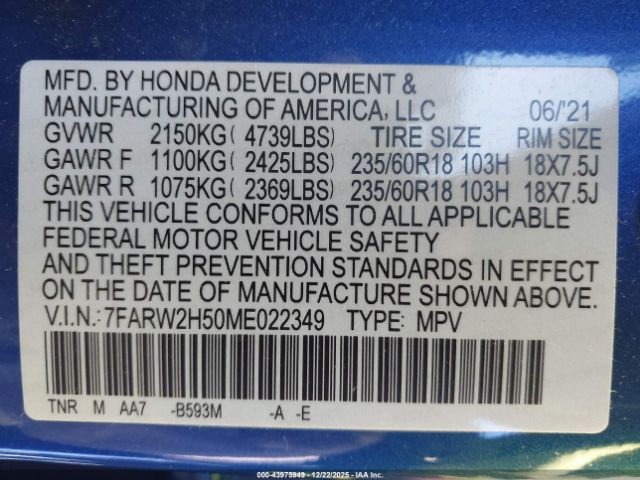 MFD. BY HONDA DEVELOPMENT &
MANUFACTURING OF AMERICA, LLC 06/'21
GVWR 2150KG( 4739LBS) TIRE SIZE RIM SIZE
GAWR F 1100KG( 2425LBS) 235/60R18 103H 18X7.5J
GAWR R 1075KG( 2369LBS) 235/60R18 103H 18X7.5J
THIS VEHICLE CONFORMS TO ALL APPLICABLE
FEDERAL MOTOR VEHICLE SAFETY
AND THEFT PREVENTION STANDARDS IN EFFECT
ON THE DATE OF MANUFACTURE SHOWN ABOVE.
V.I.N.:7FARW2H50ME022349 TYPE: MPV
TNR M AA7 -B593M -A -E
000-43975949 - 12/22/2025 - IAA Inc.